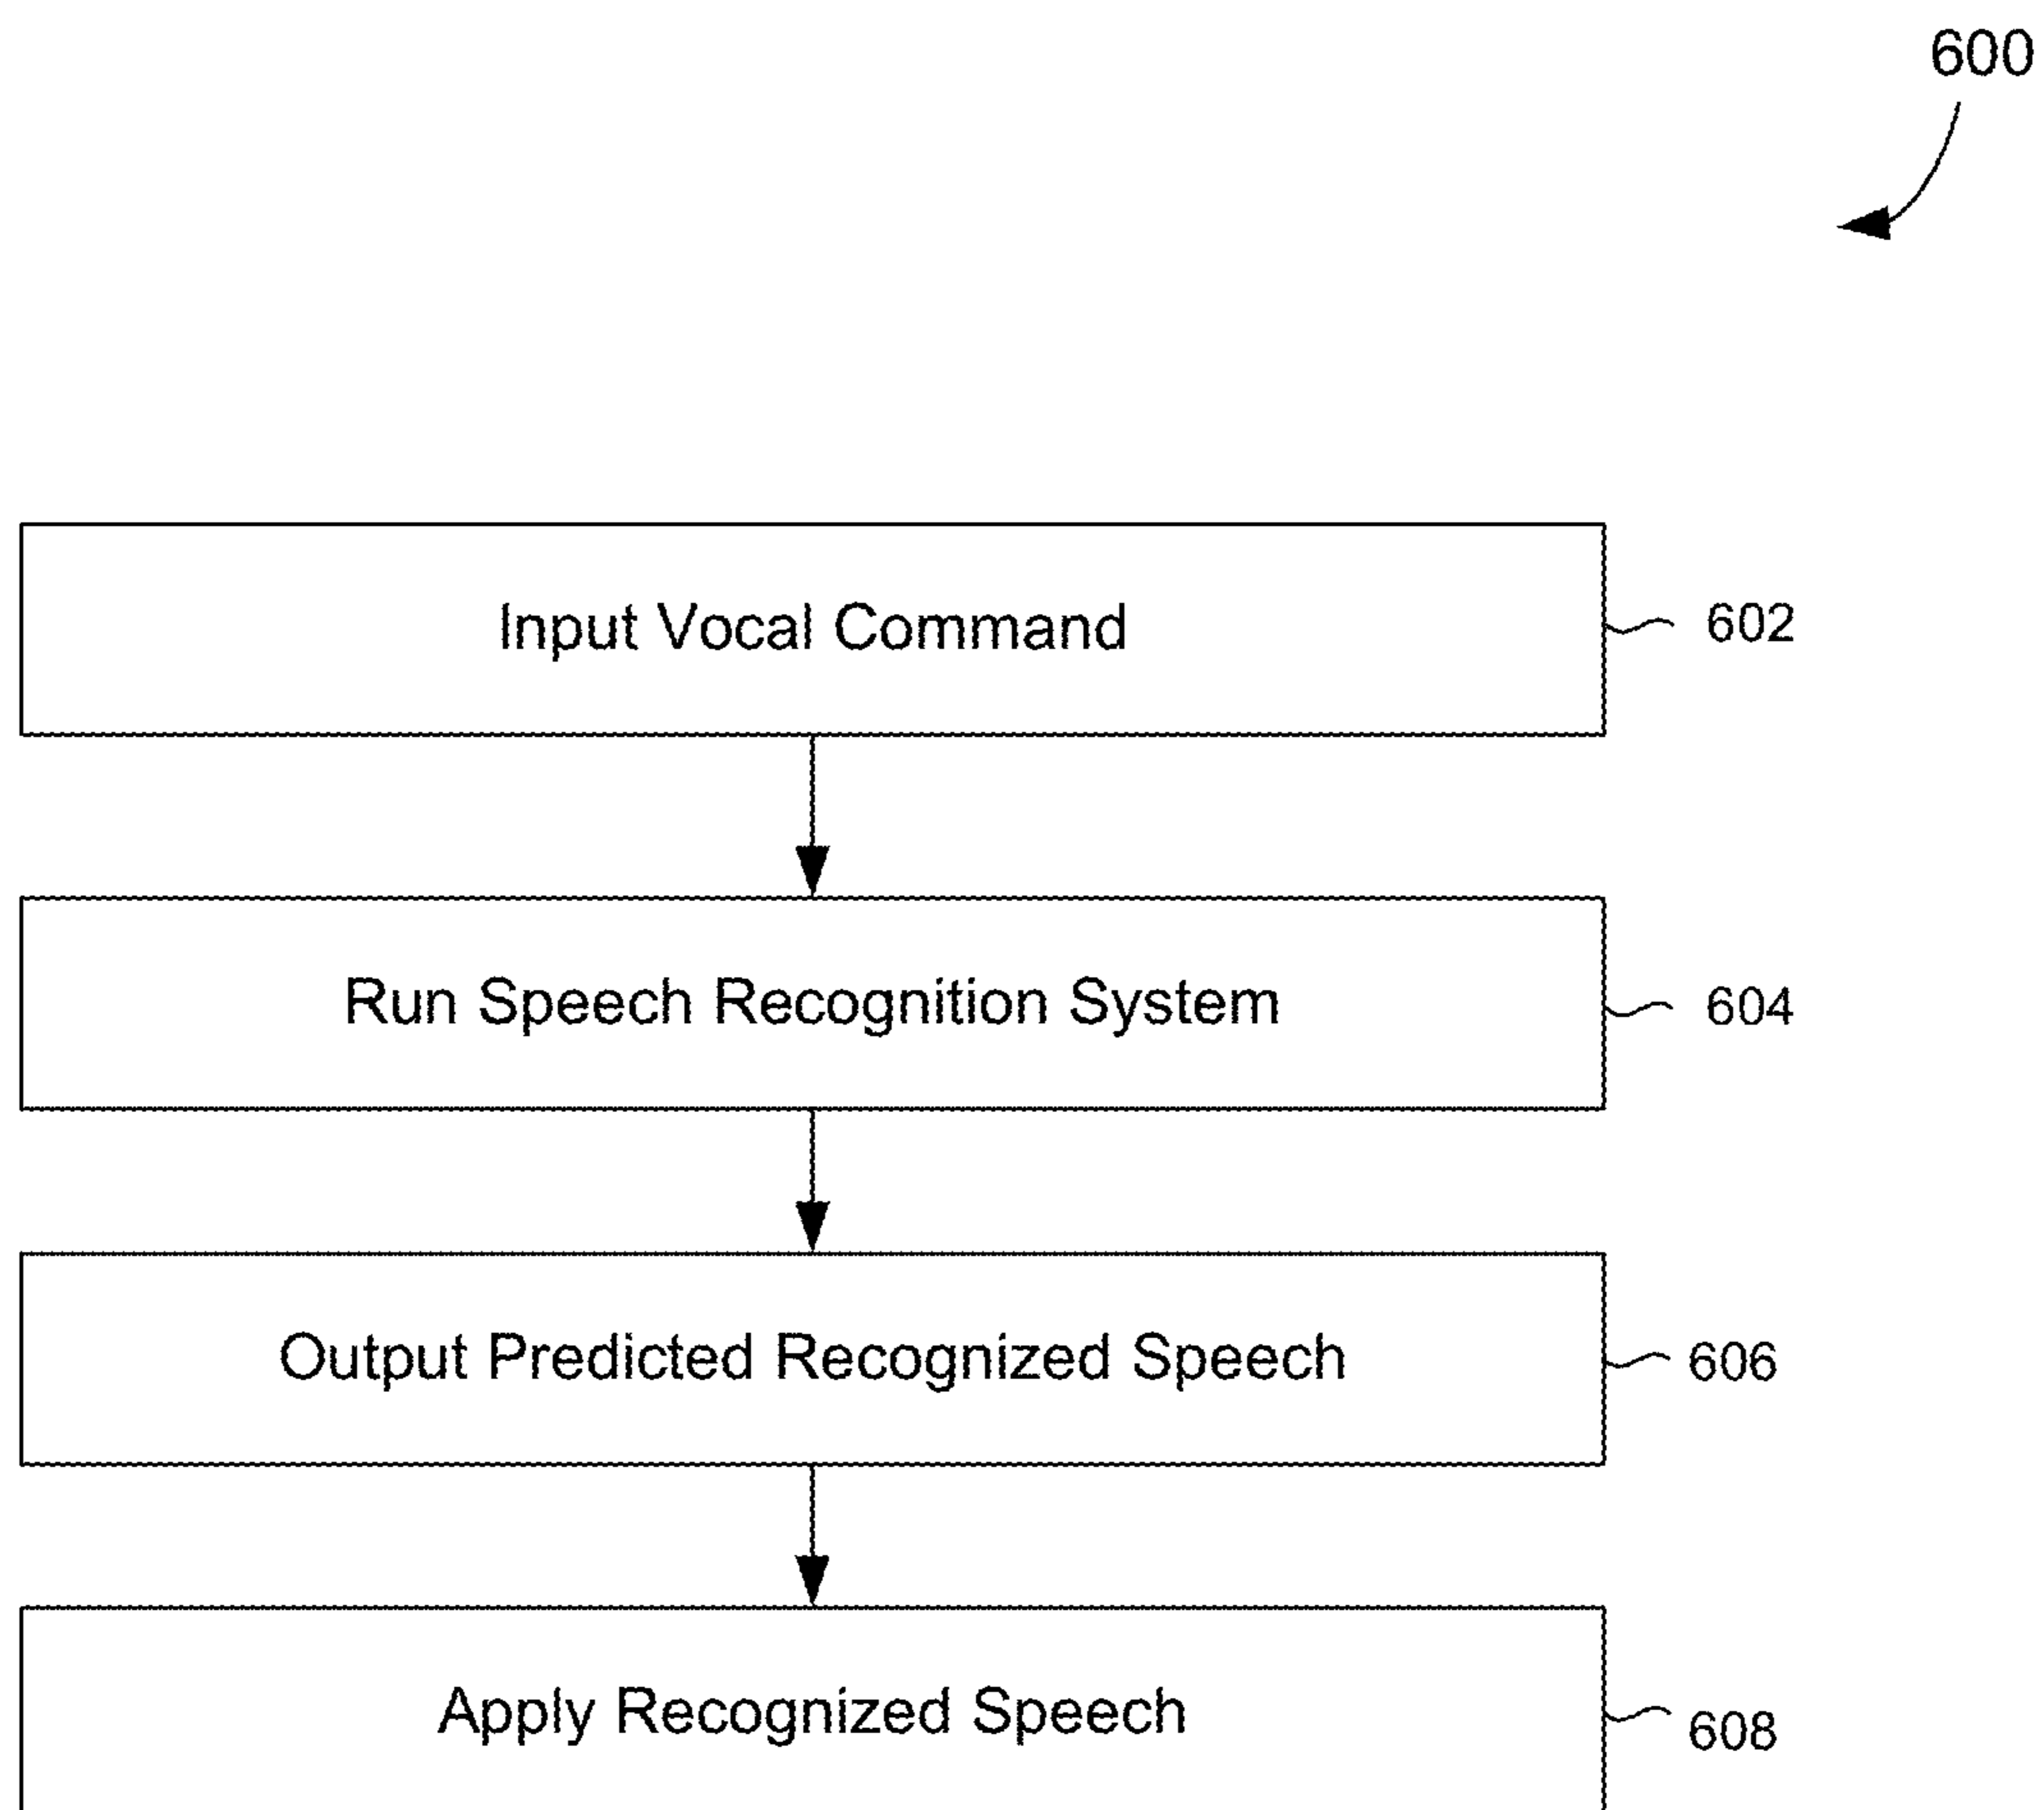 600
Input Vocal Command
602
Run Speech Recognition System
604
Output Predicted Recognized Speech
606
Apply Recognized Speech
608